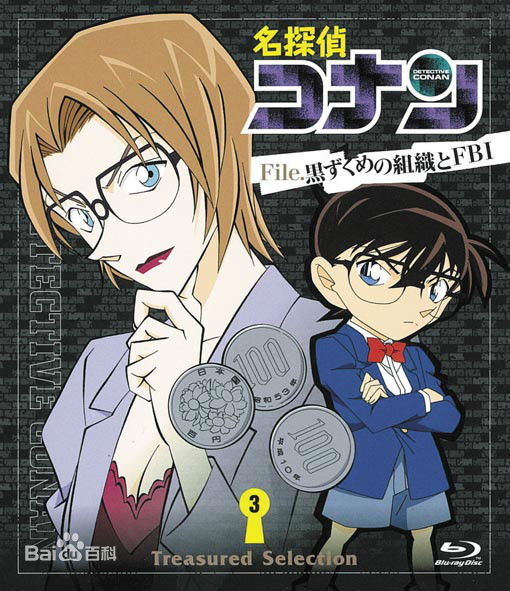 名探偵
コナン
DETECTIVE
CONAN
File.黒ずくめの組織とFBI
TECTIVE CONAN
日本国
百円
100
昭和53年
100
平成10年
3
Treasured Selection
Blu-ray Disc
Bai百科